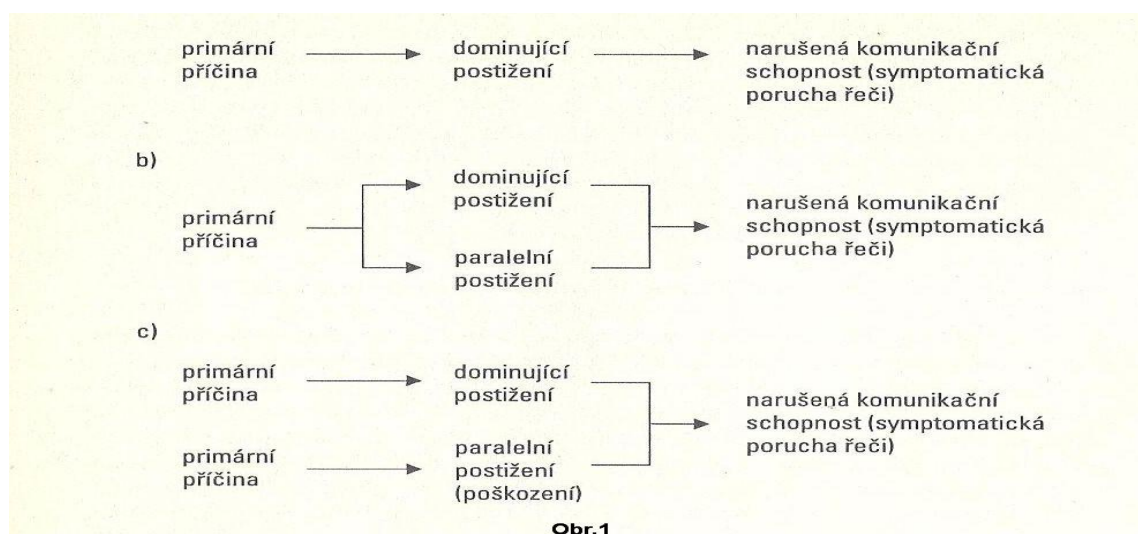 primární
příčina
dominující
postižení
narušená komunikační
schopnost (symptomatická
porucha řeči)
b)
primární
příčina
dominující
postižení
paralelní
postižení
narušená komunikační
schopnost (symptomatická
porucha řeči)
c)
primární
příčina
dominující
postižení
primární
příčina
paralelní
postižení
(poškození)
narušená komunikační
schopnost (symptomatická
porucha řeči)
Obr.1